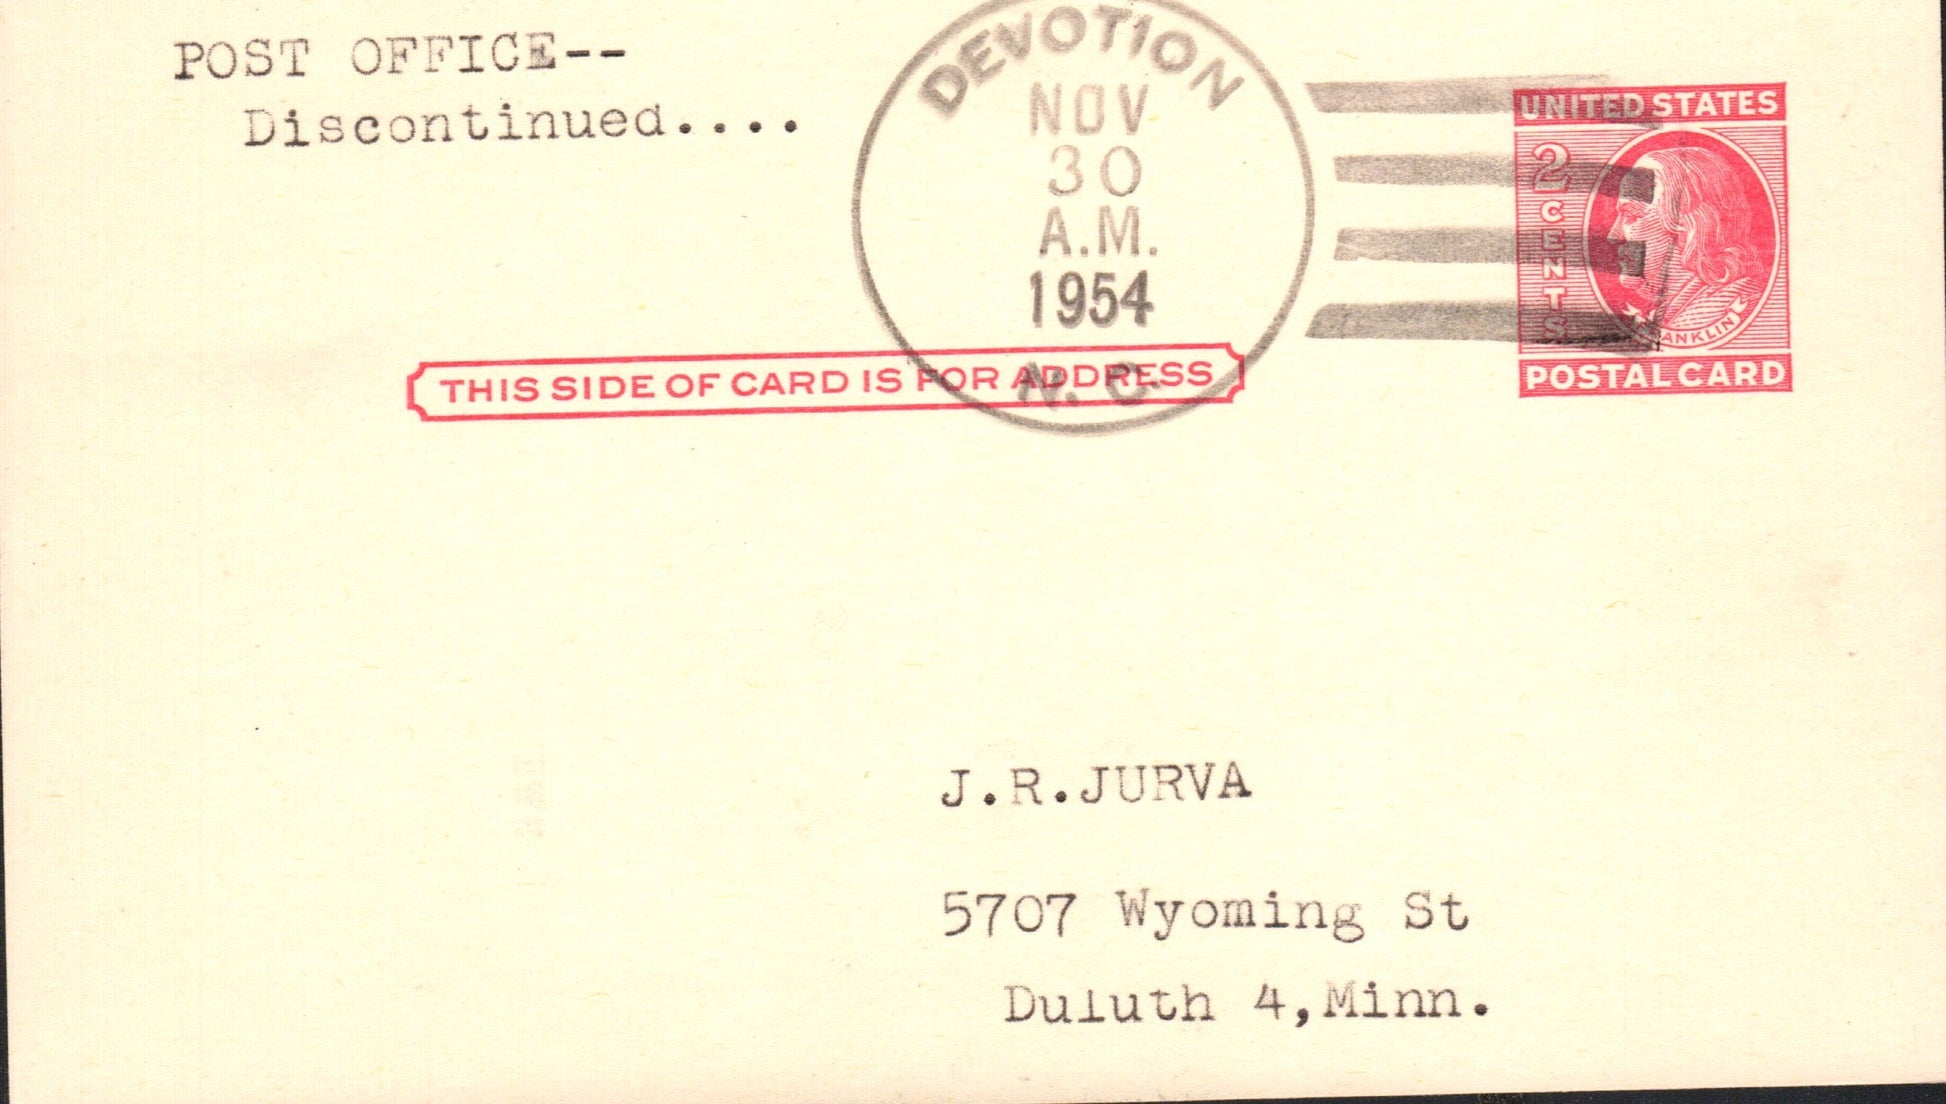 POST OFFICE--
Discontinued....
DEVOTION
NOV
30
A.M.
1954
N. C.
UNITED STATES
2 CENTS
FRANKLIN
POSTAL CARD
THIS SIDE OF CARD IS FOR ADDRESS
J.R.JURVA
5707 Wyoming St
Duluth 4,Minn.